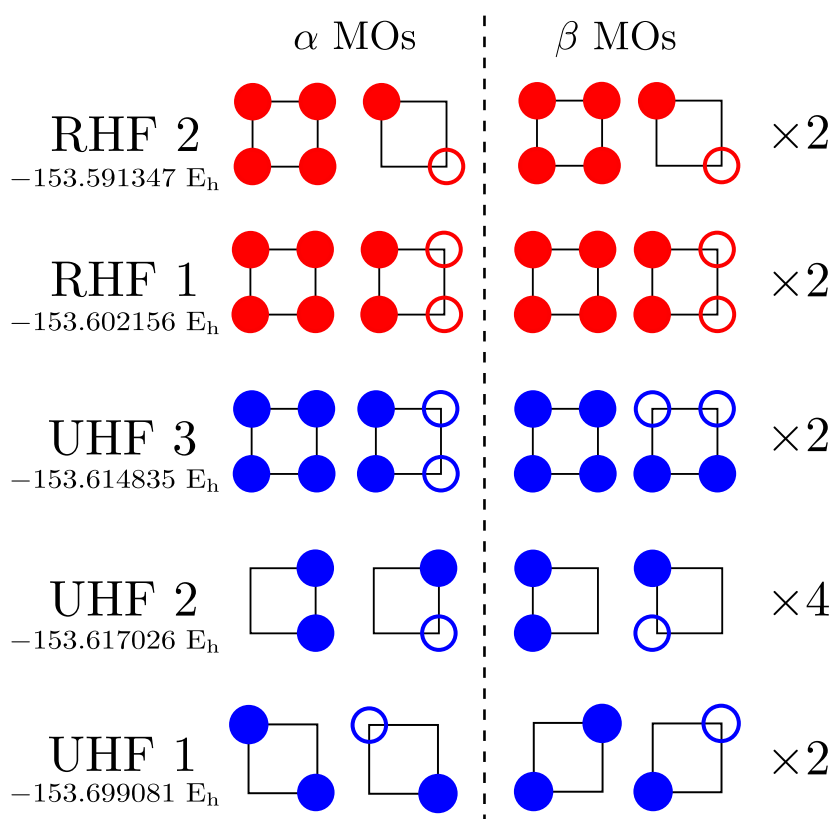 α MOs β MOs
RHF 2 ×2
−153.591347 Eₕ
RHF 1 ×2
−153.602156 Eₕ
UHF 3 ×2
−153.614835 Eₕ
UHF 2 ×4
−153.617026 Eₕ
UHF 1 ×2
−153.699081 Eₕ